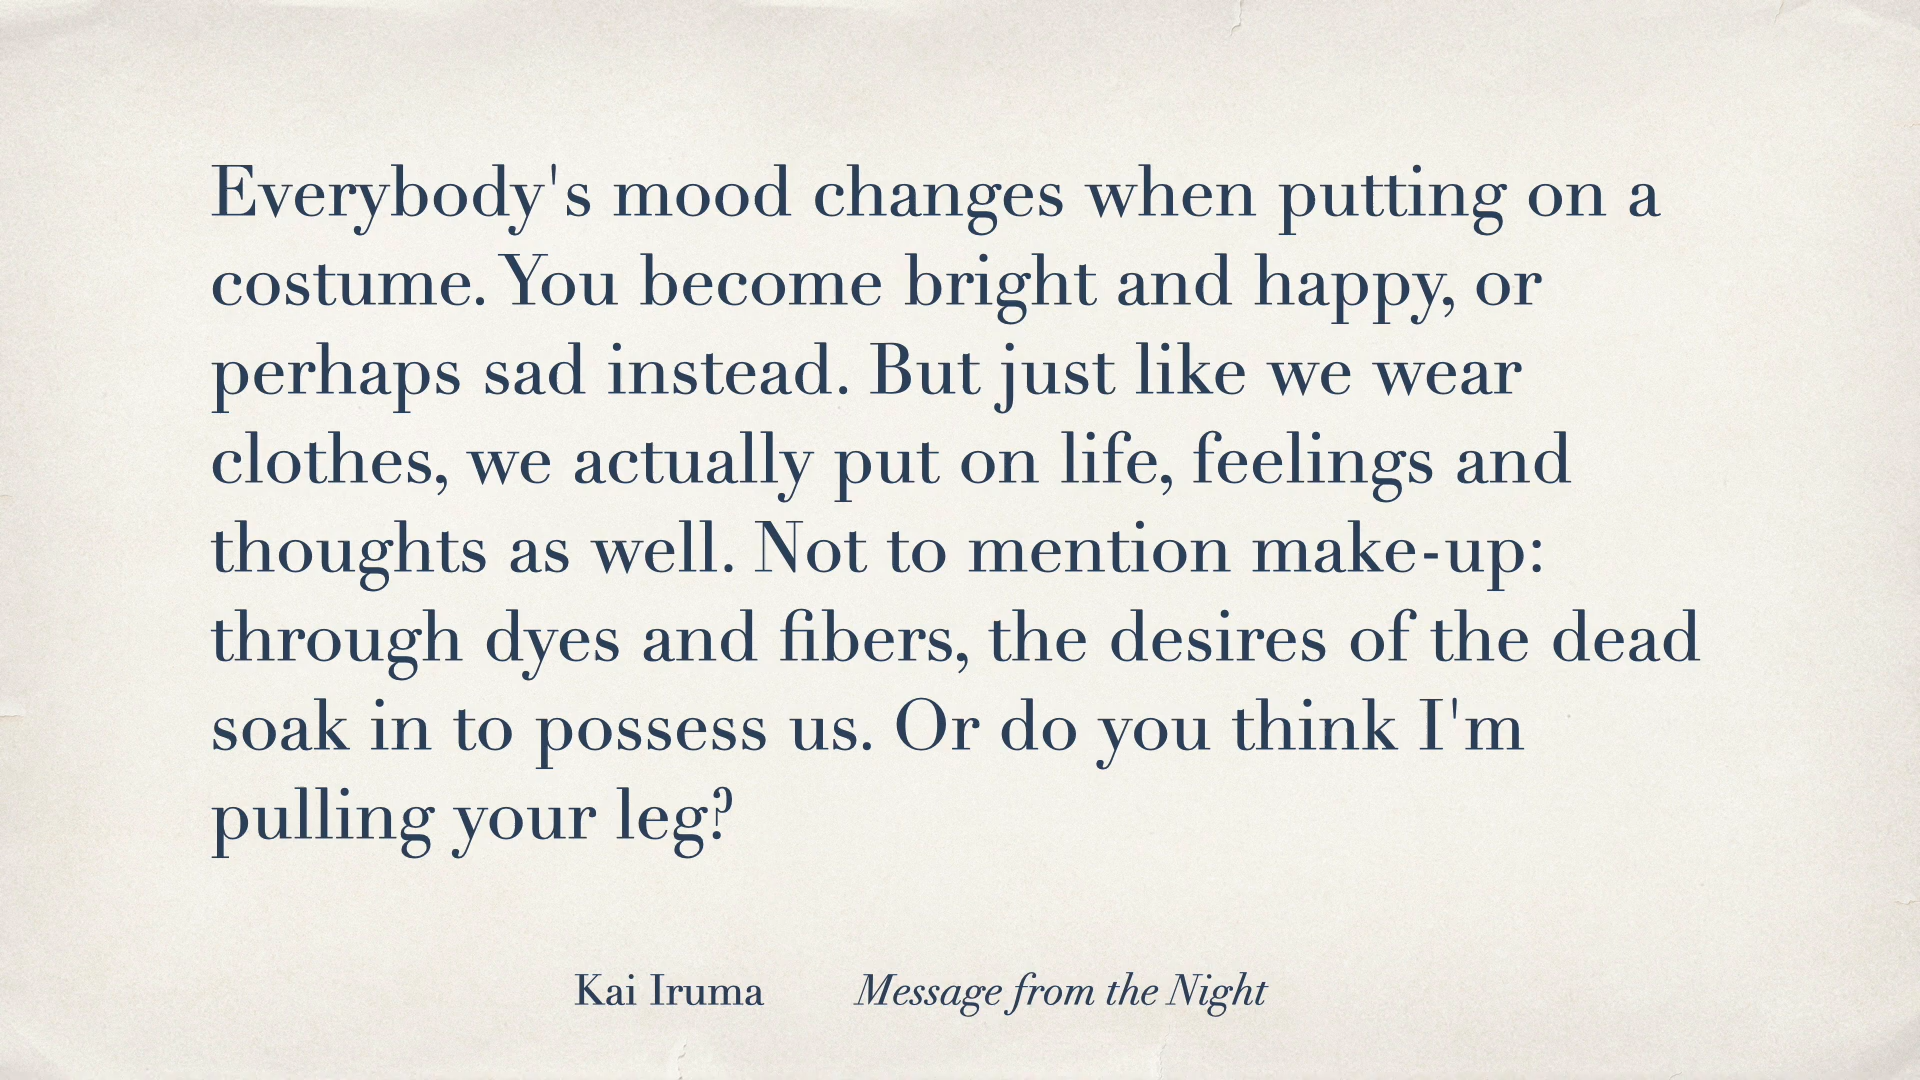 Everybody's mood changes when putting on a
costume. You become bright and happy, or
perhaps sad instead. But just like we wear
clothes, we actually put on life, feelings and
thoughts as well. Not to mention make-up:
through dyes and fibers, the desires of the dead
soak in to possess us. Or do you think I'm
pulling your leg?
Kai Iruma Message from the Night